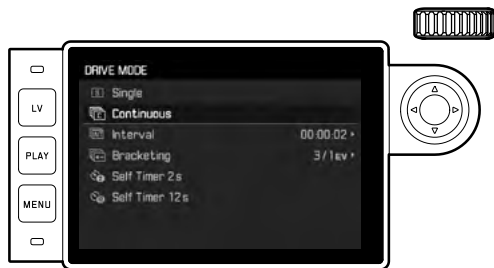 DRIVE MODE
Single
Continuous
Interval 00:00:02
Bracketing 3/1EV
Self Timer 2s
Self Timer 12s
LV
PLAY
MENU